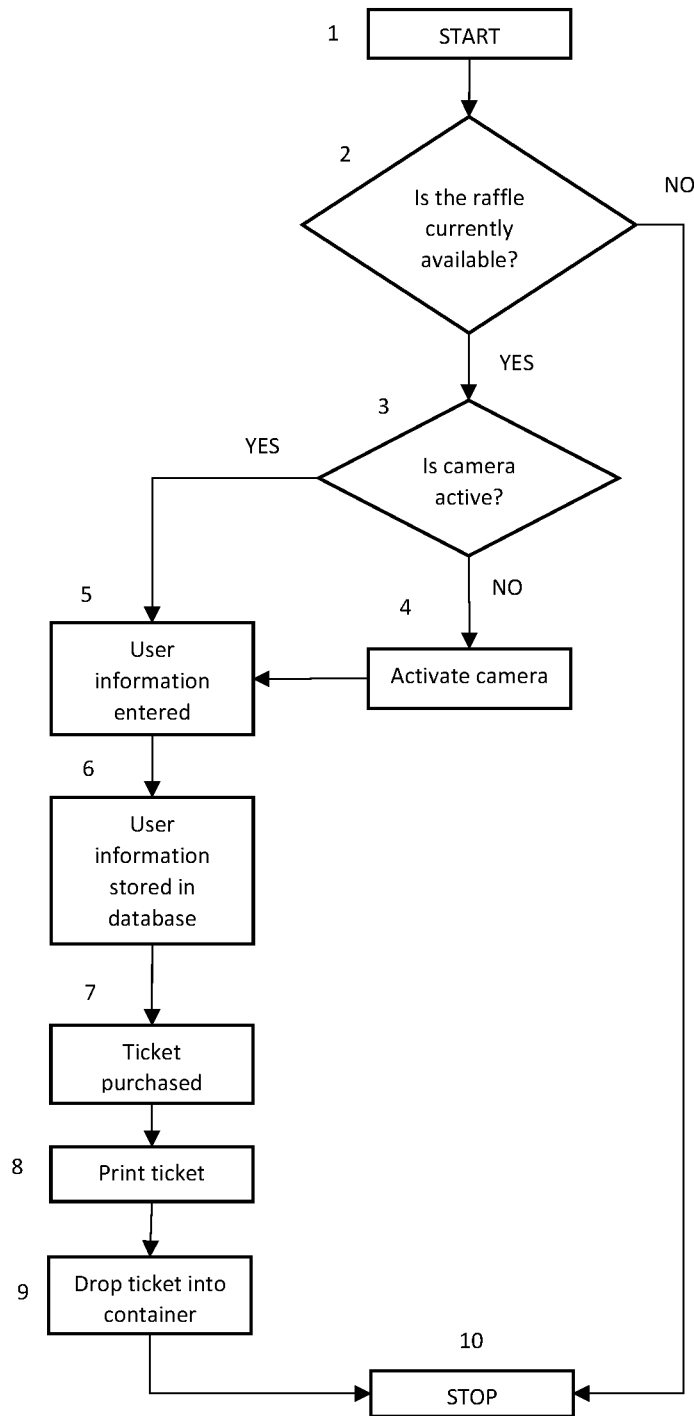 1
START
2
Is the raffle
currently
available?
NO
YES
3
Is camera
active?
YES
NO
4
Activate camera
5
User
information
entered
6
User
information
stored in
database
7
Ticket
purchased
8
Print ticket
9
Drop ticket into
container
10
STOP